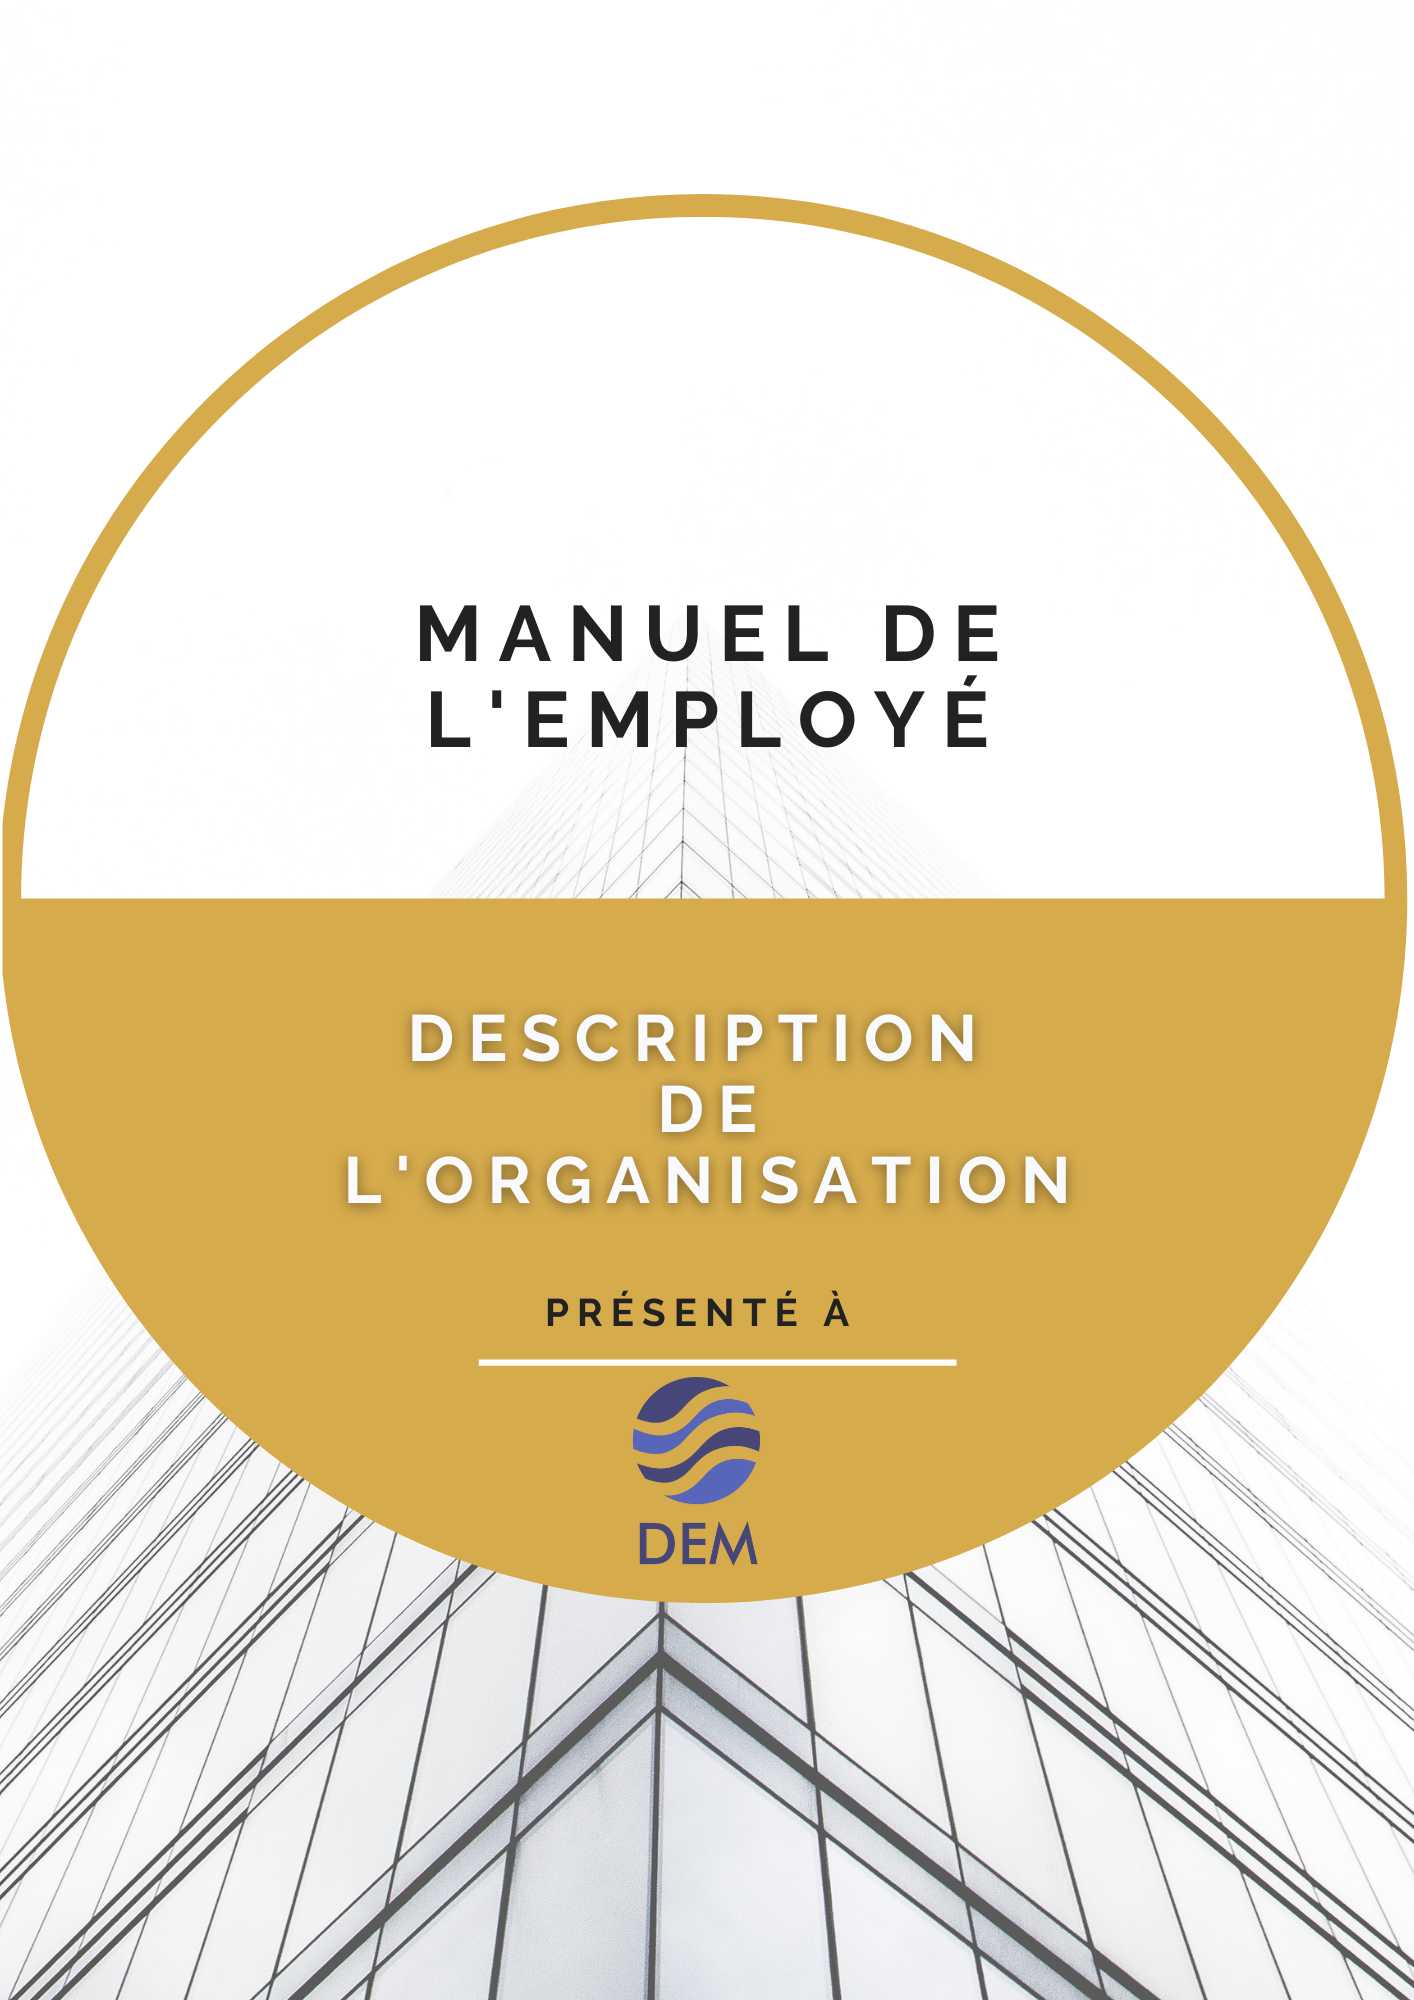 MANUEL DE
L'EMPLOYÉ
DESCRIPTION
DE
L'ORGANISATION
PRÉSENTÉ À
DEM